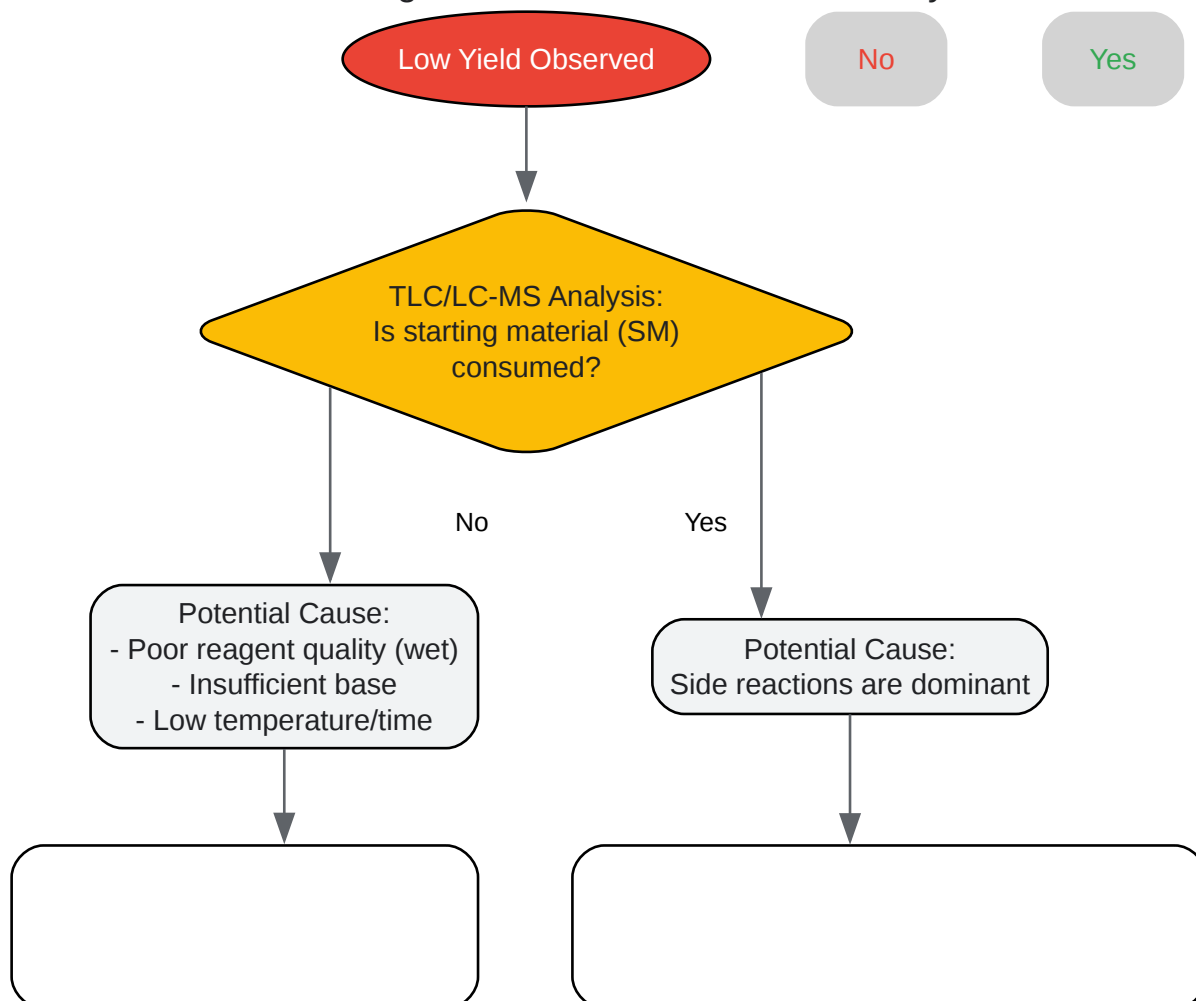 Low Yield Observed
No
Yes
TLC/LC-MS Analysis:
Is starting material (SM)
consumed?
No
Yes
Potential Cause:
- Poor reagent quality (wet)
- Insufficient base
- Low temperature/time
Potential Cause:
Side reactions are dominant